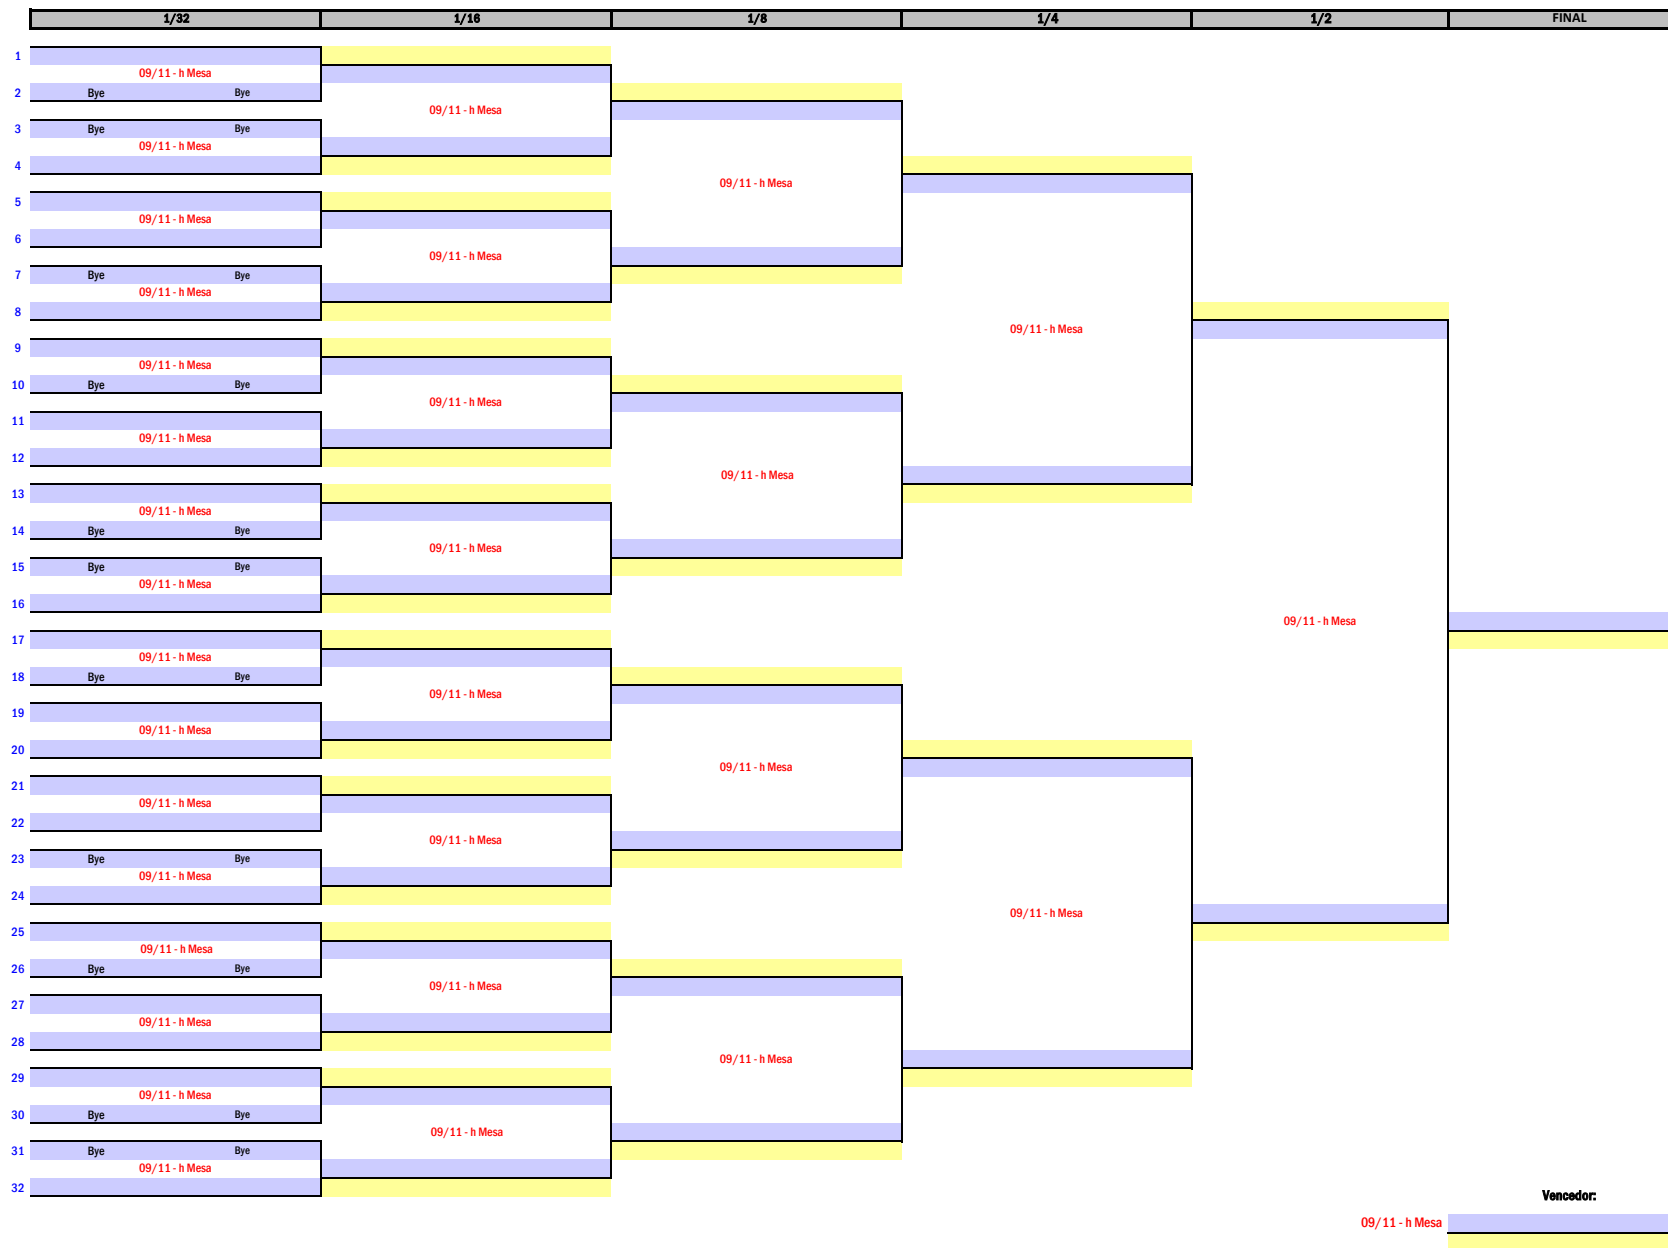 1/32 1/16 1/8 1/4 1/2 FINAL
1
09/11 - h Mesa
2 Bye Bye
09/11 - h Mesa
3 Bye Bye
09/11 - h Mesa
4
09/11 - h Mesa
5
09/11 - h Mesa
6
09/11 - h Mesa
7 Bye Bye
09/11 - h Mesa
8
09/11 - h Mesa
9
09/11 - h Mesa
10 Bye Bye
09/11 - h Mesa
11
09/11 - h Mesa
12
09/11 - h Mesa
13
09/11 - h Mesa
14 Bye Bye
09/11 - h Mesa
15 Bye Bye
09/11 - h Mesa
16
09/11 - h Mesa
17
09/11 - h Mesa
18 Bye Bye
09/11 - h Mesa
19
09/11 - h Mesa
20
09/11 - h Mesa
21
09/11 - h Mesa
22
09/11 - h Mesa
23 Bye Bye
09/11 - h Mesa
24
09/11 - h Mesa
25
09/11 - h Mesa
26 Bye Bye
09/11 - h Mesa
27
09/11 - h Mesa
28
09/11 - h Mesa
29
09/11 - h Mesa
30 Bye Bye
09/11 - h Mesa
31 Bye Bye
09/11 - h Mesa
32
Vencedor:
09/11 - h Mesa